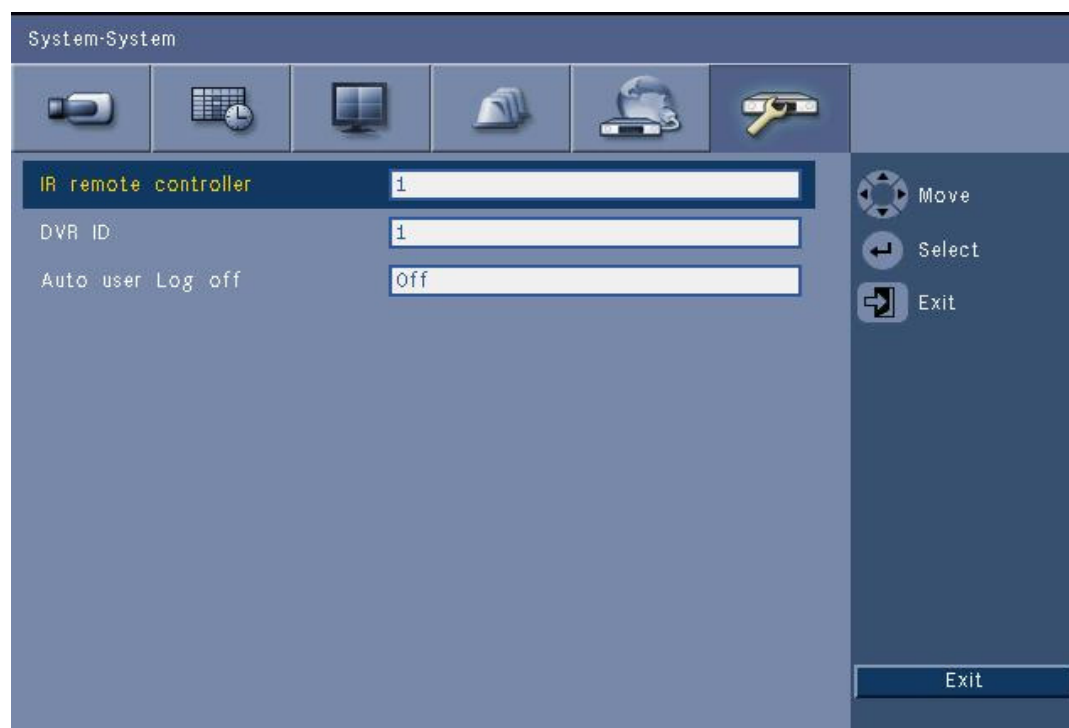 System-System
IR remote controller 1
DVR ID 1
Auto user Log off Off
Move
Select
Exit
Exit